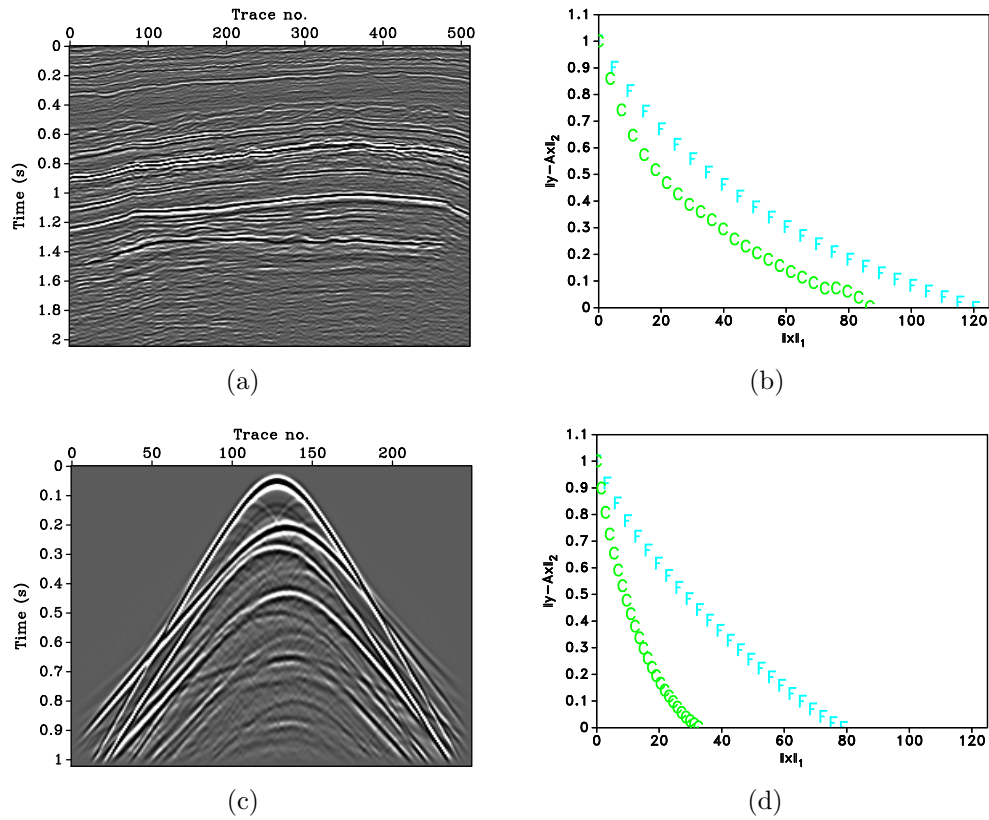 Trace no.
0 100 200 300 400 500
0
0.2
0.4
0.6
0.8
1
1.2
1.4
1.6
1.8
2
Time (s)
(a)
1.1
1
0.9
0.8
0.7
0.6
0.5
0.4
0.3
0.2
0.1
0
‖y−Ax‖₂
C C C C C C C C C C C C C C C C C C C C C C C C C
F F F F F F F F F F F F F F F F F F F F F F F F
0 20 40 60 80 100 120
‖x‖₁
(b)
Trace no.
0 50 100 150 200
0
0.1
0.2
0.3
0.4
0.5
0.6
0.7
0.8
0.9
1
Time (s)
(c)
1.1
1
0.9
0.8
0.7
0.6
0.5
0.4
0.3
0.2
0.1
0
‖y−Ax‖₂
C C C C C C C C C C C C C C C C C C C C C C C C C
F F F F F F F F F F F F F F F F F F F F F F F F
0 20 40 60 80 100 120
‖x‖₁
(d)